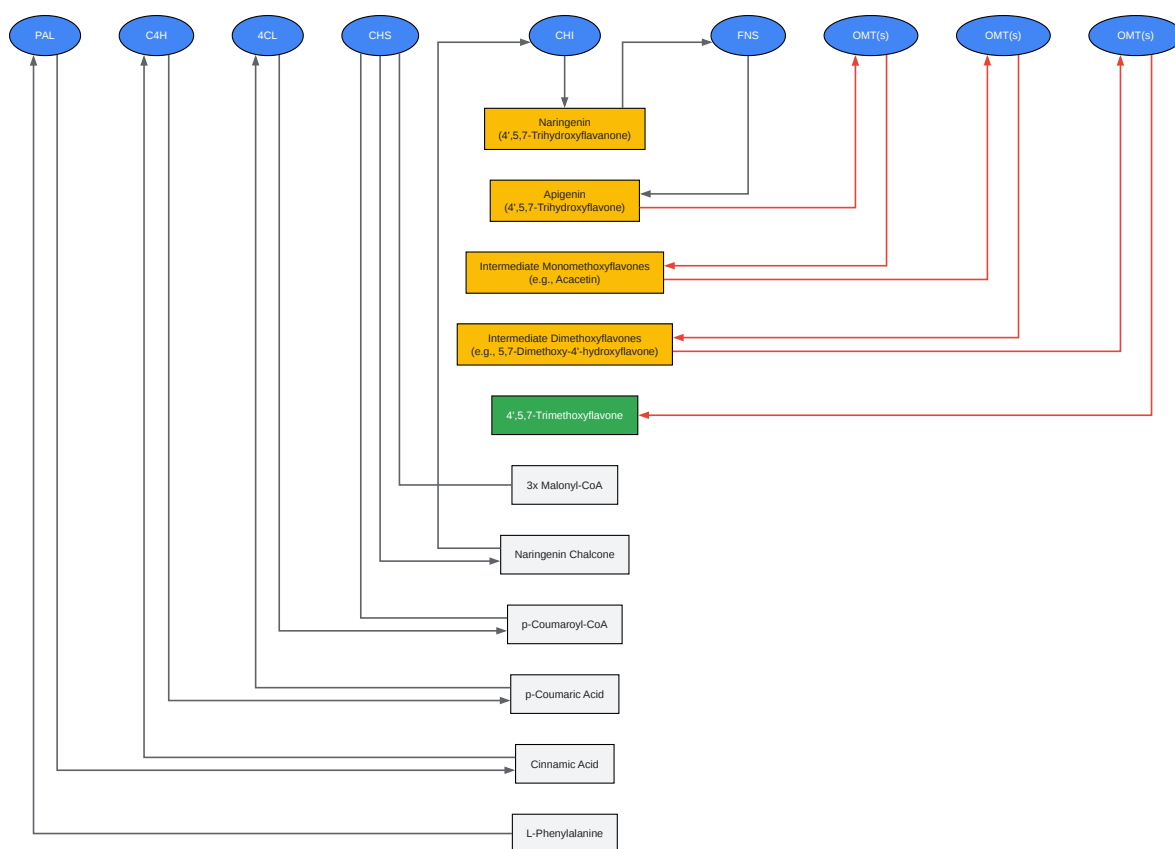 PAL
C4H
4CL
CHS
CHI
FNS
OMT(s)
OMT(s)
OMT(s)
Naringenin
(4',5,7-Trihydroxyflavanone)
Apigenin
(4',5,7-Trihydroxyflavone)
Intermediate Monomethoxyflavones
(e.g., Acacetin)
Intermediate Dimethoxyflavones
(e.g., 5,7-Dimethoxy-4'-hydroxyflavone)
4',5,7-Trimethoxyflavone
3x Malonyl-CoA
Naringenin Chalcone
p-Coumaroyl-CoA
p-Coumaric Acid
Cinnamic Acid
L-Phenylalanine